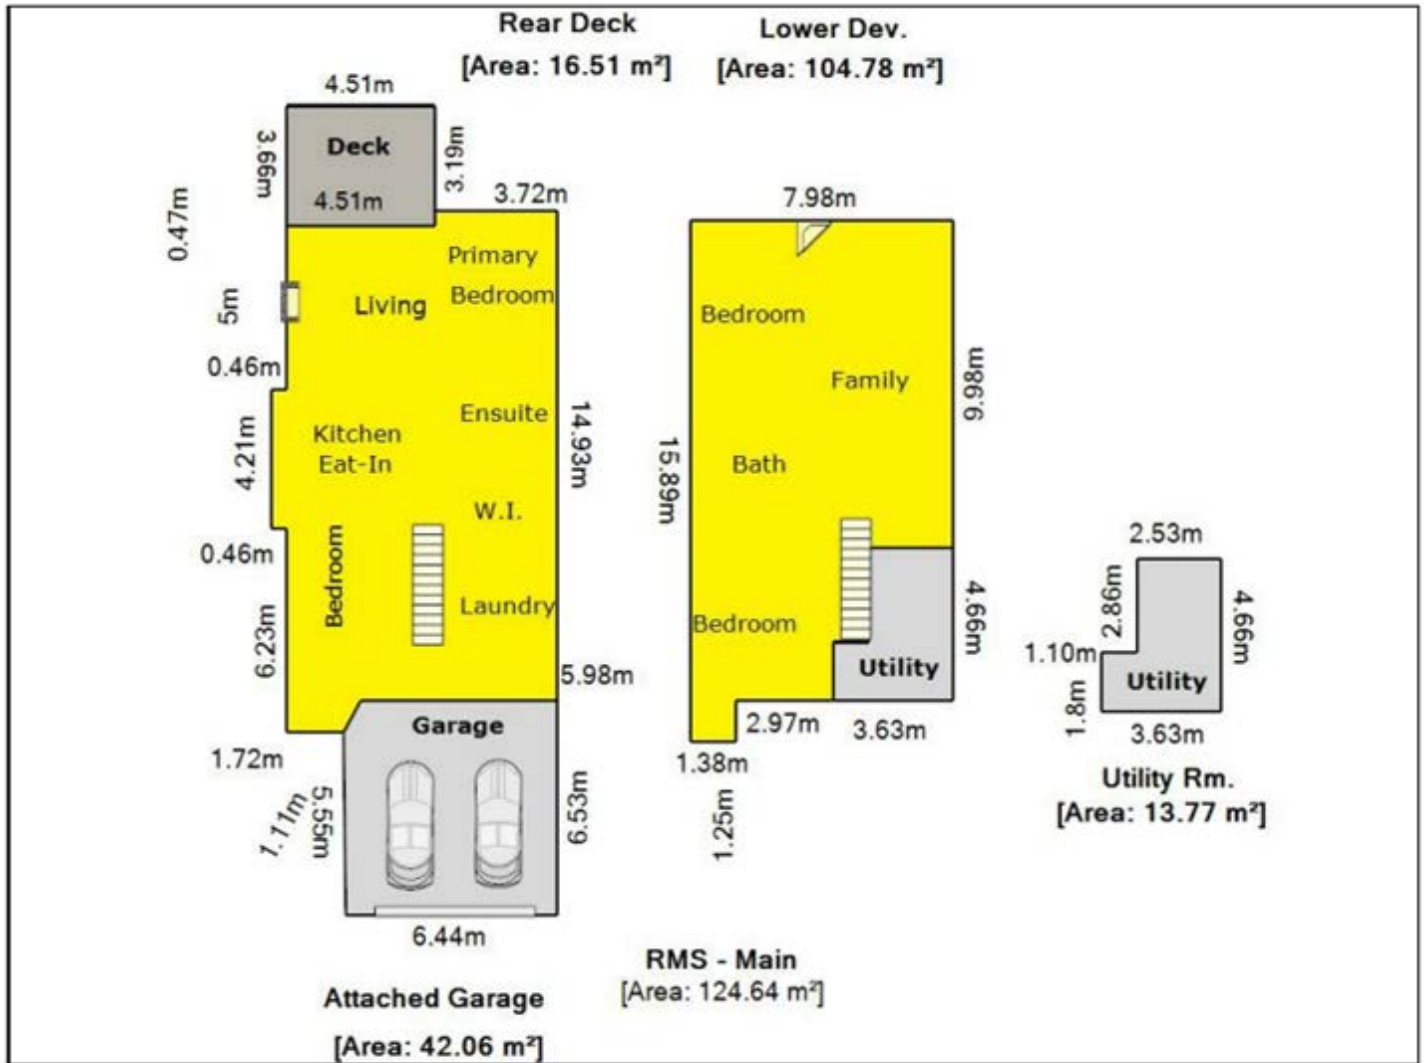 Rear Deck
[Area: 16.51 m²]
Lower Dev.
[Area: 104.78 m²]
4.51m
Deck
3.66m
3.19m
4.51m
3.72m
0.47m
Primary
Bedroom
Living
5m
0.46m
Ensuite
Kitchen
Eat-In
4.21m
14.93m
W.I.
0.46m
Bedroom
Laundry
6.23m
5.98m
Garage
1.72m
1.11m
5.55m
6.53m
6.44m
Attached Garage
[Area: 42.06 m²]
7.98m
Bedroom
Family
9.98m
Bath
15.89m
Bedroom
4.66m
Utility
2.97m
3.63m
1.38m
1.25m
2.53m
2.86m
4.66m
1.10m
Utility
1.8m
3.63m
Utility Rm.
[Area: 13.77 m²]
RMS - Main
[Area: 124.64 m²]